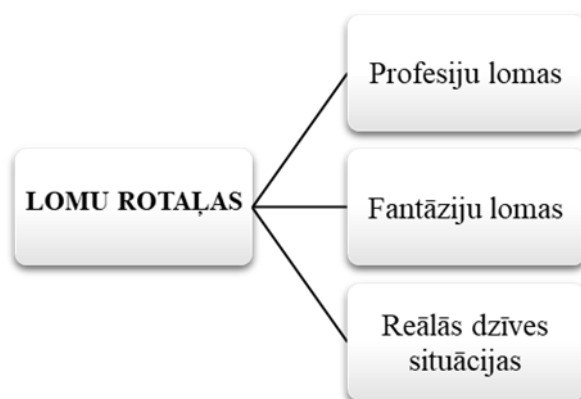 LOMU ROTAĻAS
Profesiju lomas
Fantāziju lomas
Reālās dzīves
situācijas